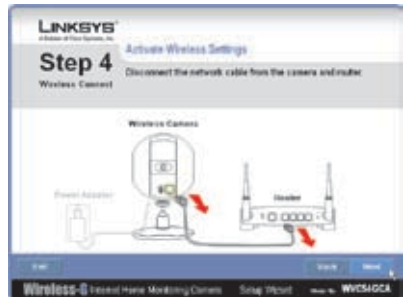 LINKSYS
A Division of Cisco Systems, Inc.
Step 4
Wireless Connect
Activate Wireless Settings
Disconnect the network cable from the camera and router.
Wireless Camera
Power Adapter
Router
Exit
Back
Next
Wireless-G Internet Home Monitoring Camera Setup Wizard Model No. WVC54GCA